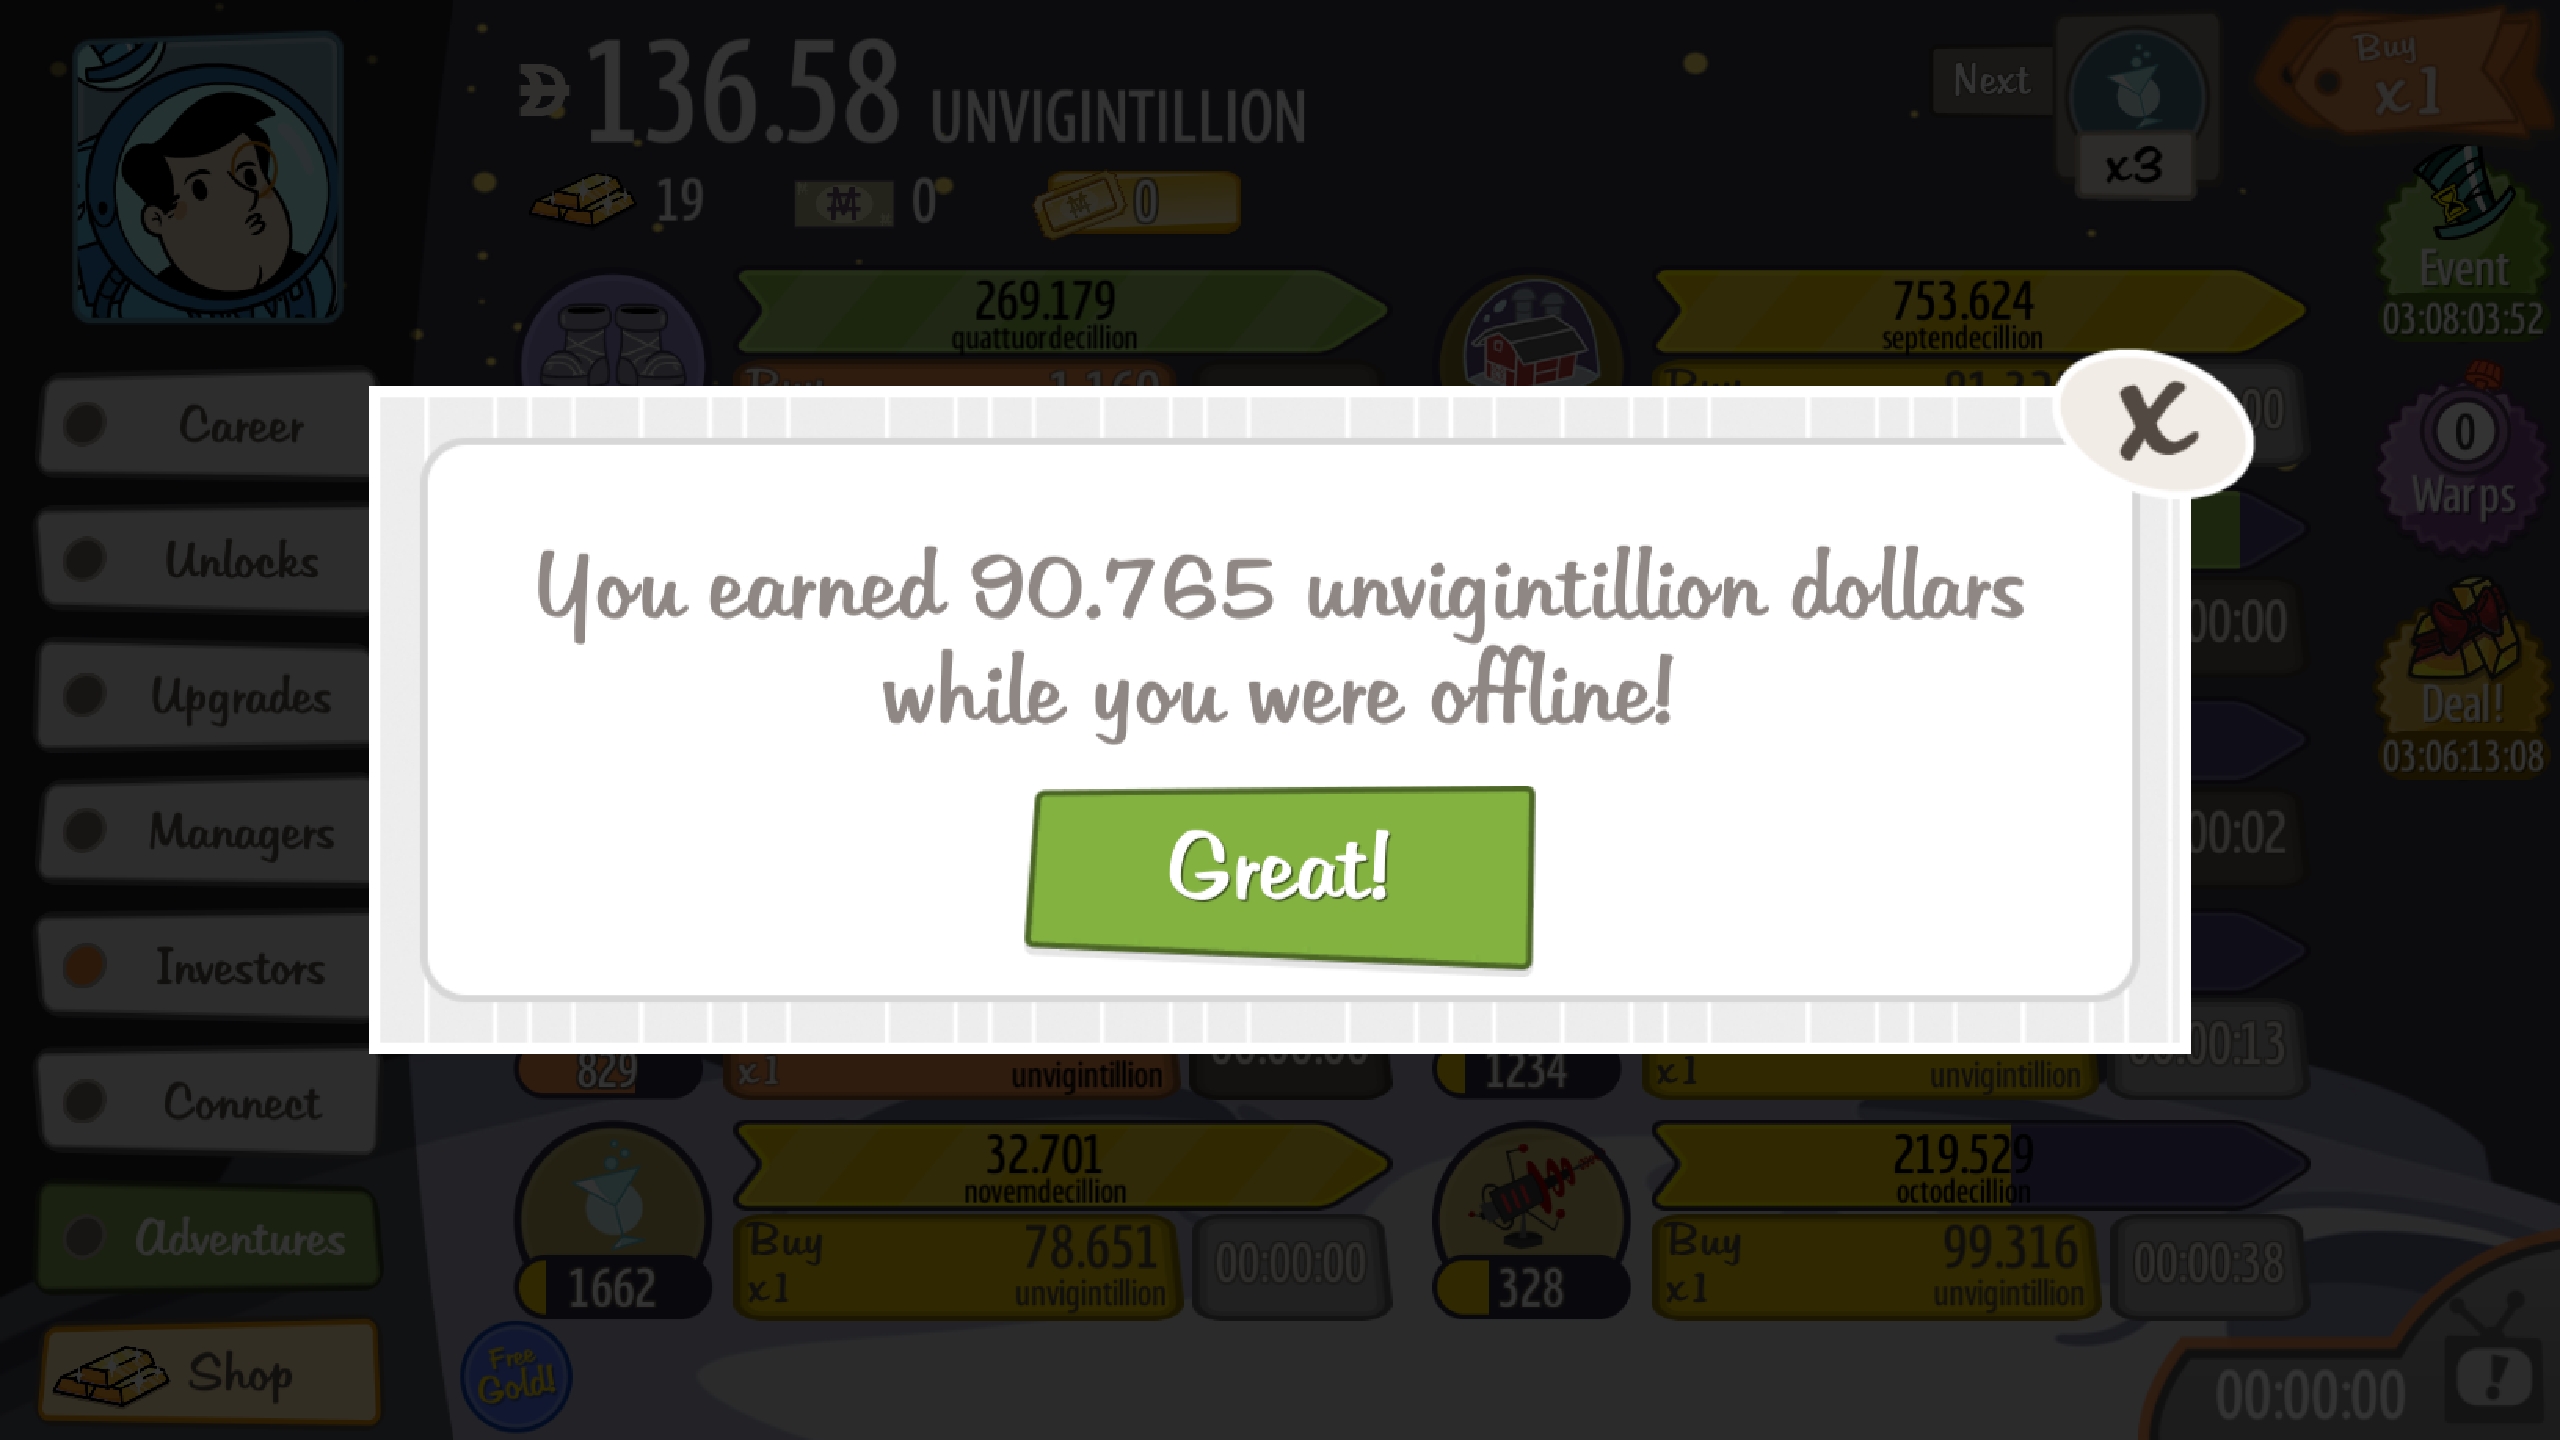 136.58 UNVIGINTILLION
19
0
0
Next
x3
Buy
x1
Event
03:08:03:52
0
Warps
Deal!
03:06:13:08
Career
Unlocks
Upgrades
Managers
Investors
Connect
Adventures
Shop
269.179
quattuordecillion
753.624
septendecillion
Buy
Buy
x
You earned 90.765 unvigintillion dollars
while you were offline!
Great!
00
00:00
00:02
00:13
829
x1
unvigintillion
1234
x1
unvigintillion
32.701
novemdecillion
Buy 78.651
x1 unvigintillion
00:00:00
1662
219.529
octodecillion
Buy 99.316
x1 unvigintillion
00:00:38
328
Free
Gold!
00:00:00
!